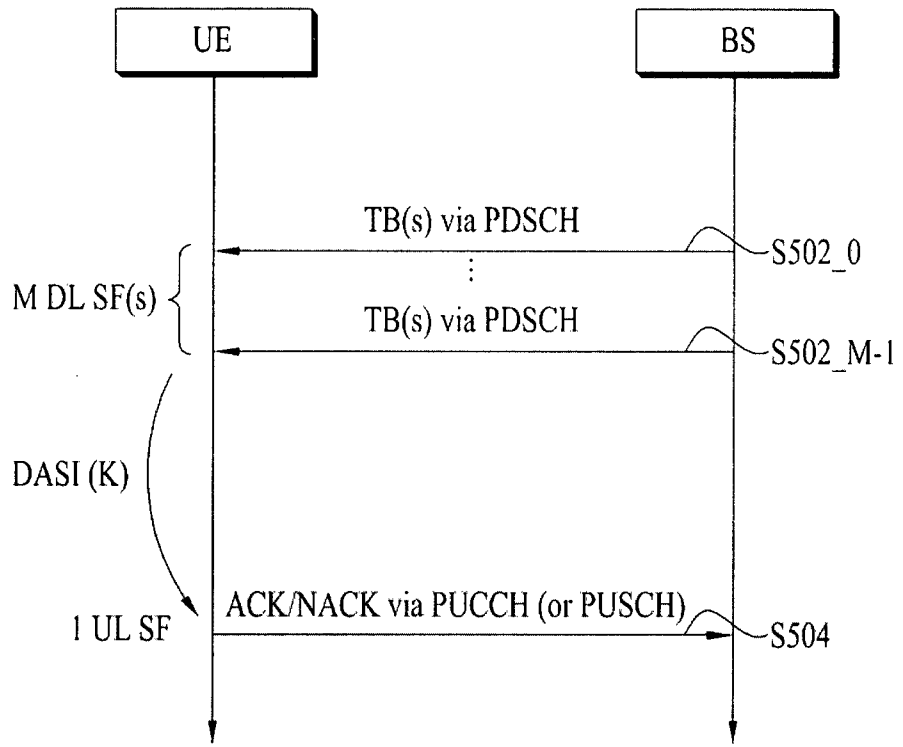 UE
BS
TB(s) via PDSCH
S502_0
M DL SF(s)
TB(s) via PDSCH
S502_M-1
DASI (K)
ACK/NACK via PUCCH (or PUSCH)
1 UL SF
S504